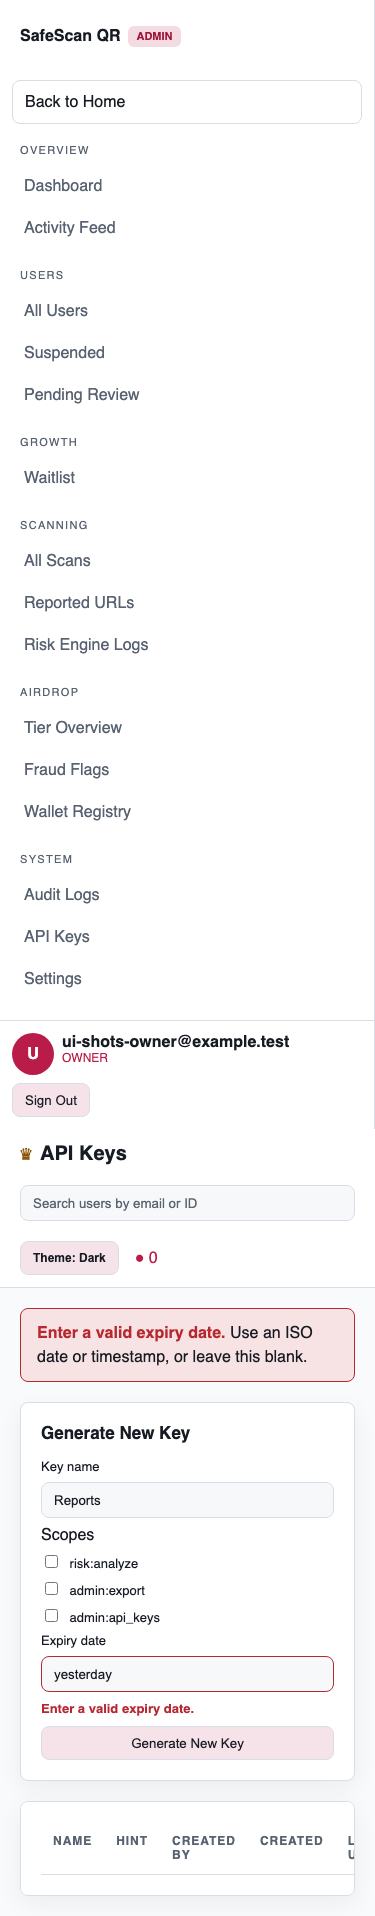 SafeScan QR ADMIN
Back to Home
OVERVIEW
Dashboard
Activity Feed
USERS
All Users
Suspended
Pending Review
GROWTH
Waitlist
SCANNING
All Scans
Reported URLs
Risk Engine Logs
AIRDROP
Tier Overview
Fraud Flags
Wallet Registry
SYSTEM
Audit Logs
API Keys
Settings
U
ui-shots-owner@example.test
OWNER
Sign Out
♛ API Keys
Search users by email or ID
Theme: Dark ● 0
Enter a valid expiry date. Use an ISO
date or timestamp, or leave this blank.
Generate New Key
Key name
Reports
Scopes
risk:analyze
admin:export
admin:api_keys
Expiry date
yesterday
Enter a valid expiry date.
Generate New Key
NAME HINT CREATED CREATED
BY